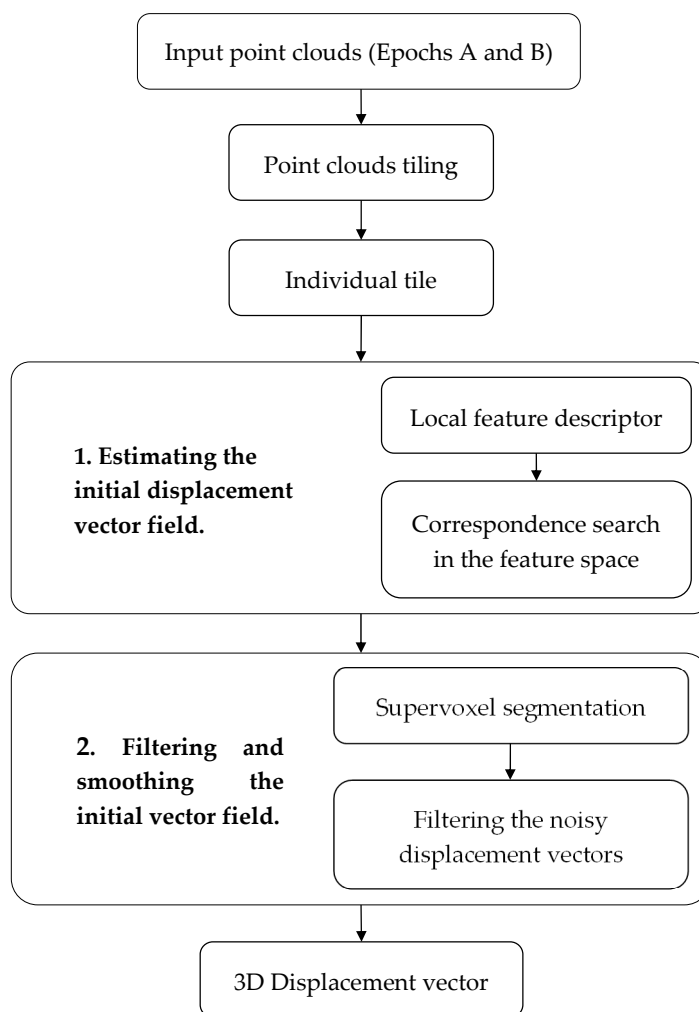 Input point clouds (Epochs A and B)
Point clouds tiling
Individual tile
1. Estimating the
initial displacement
vector field.
Local feature descriptor
Correspondence search
in the feature space
2. Filtering and
smoothing the
initial vector field.
Supervoxel segmentation
Filtering the noisy
displacement vectors
3D Displacement vector